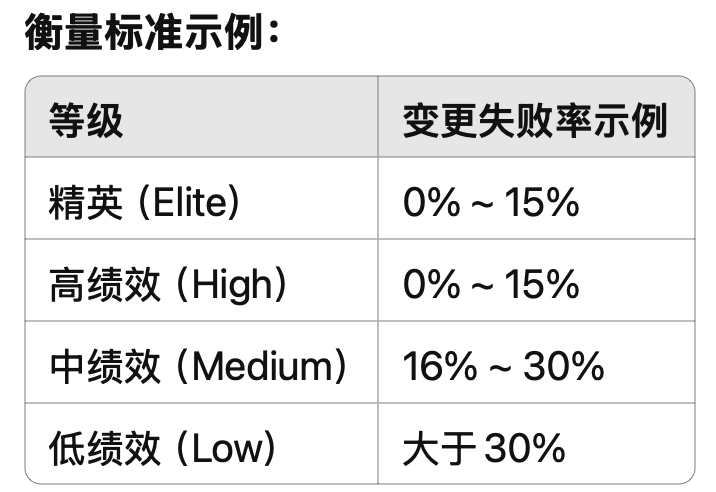 衡量标准示例：
等级 变更失败率示例
精英（Elite） 0% ~ 15%
高绩效（High） 0% ~ 15%
中绩效（Medium） 16% ~ 30%
低绩效（Low） 大于 30%